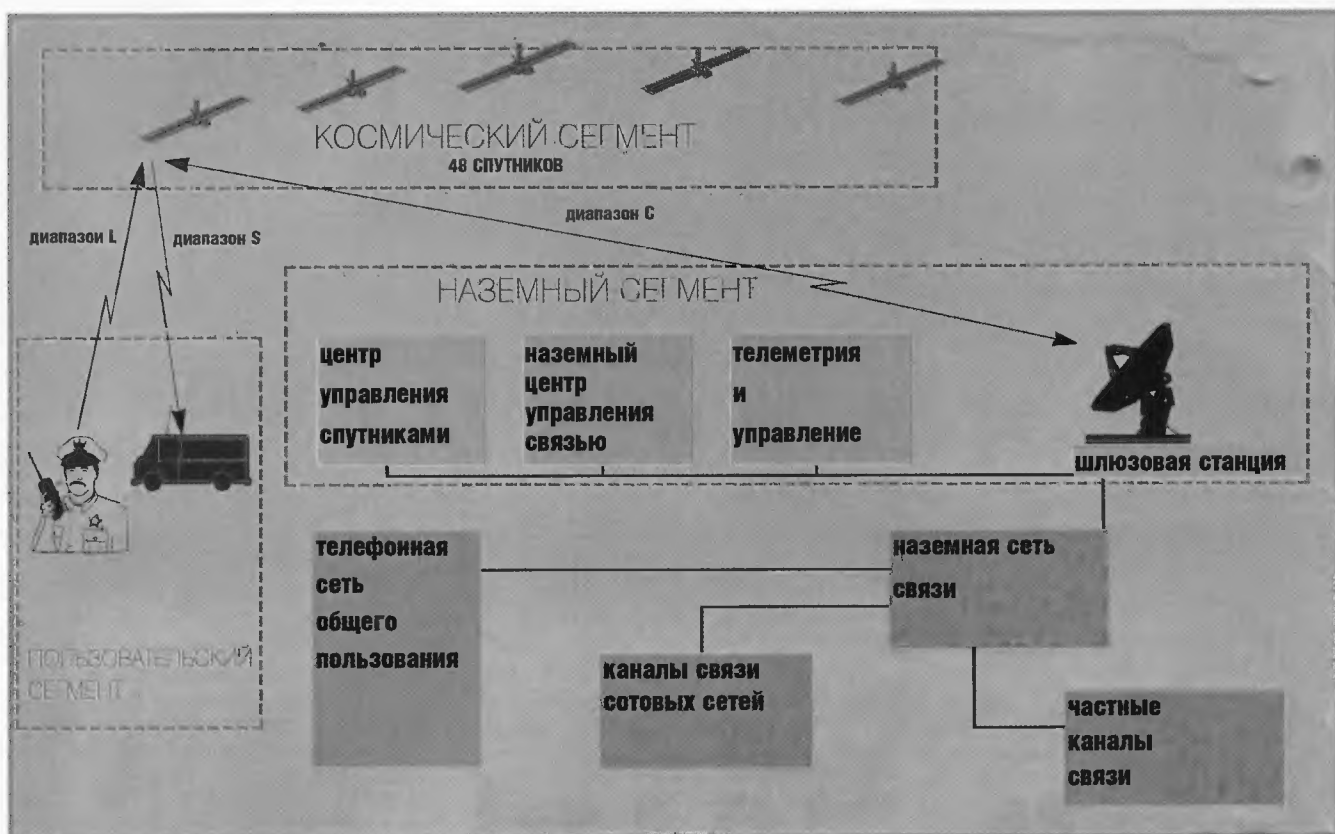 КОСМИЧЕСКИЙ СЕГМЕНТ
48 СПУТНИКОВ
диапазон L
диапазон S
диапазон C
НАЗЕМНЫЙ СЕГМЕНТ
центр
управления
спутниками
наземный
центр
управления
связью
телеметрия
и
управление
шлюзовая станция
ПОЛЬЗОВАТЕЛЬСКИЙ
СЕГМЕНТ
телефонная
сеть
общего
пользования
наземная сеть
связи
каналы связи
сотовых сетей
частные
каналы
связи